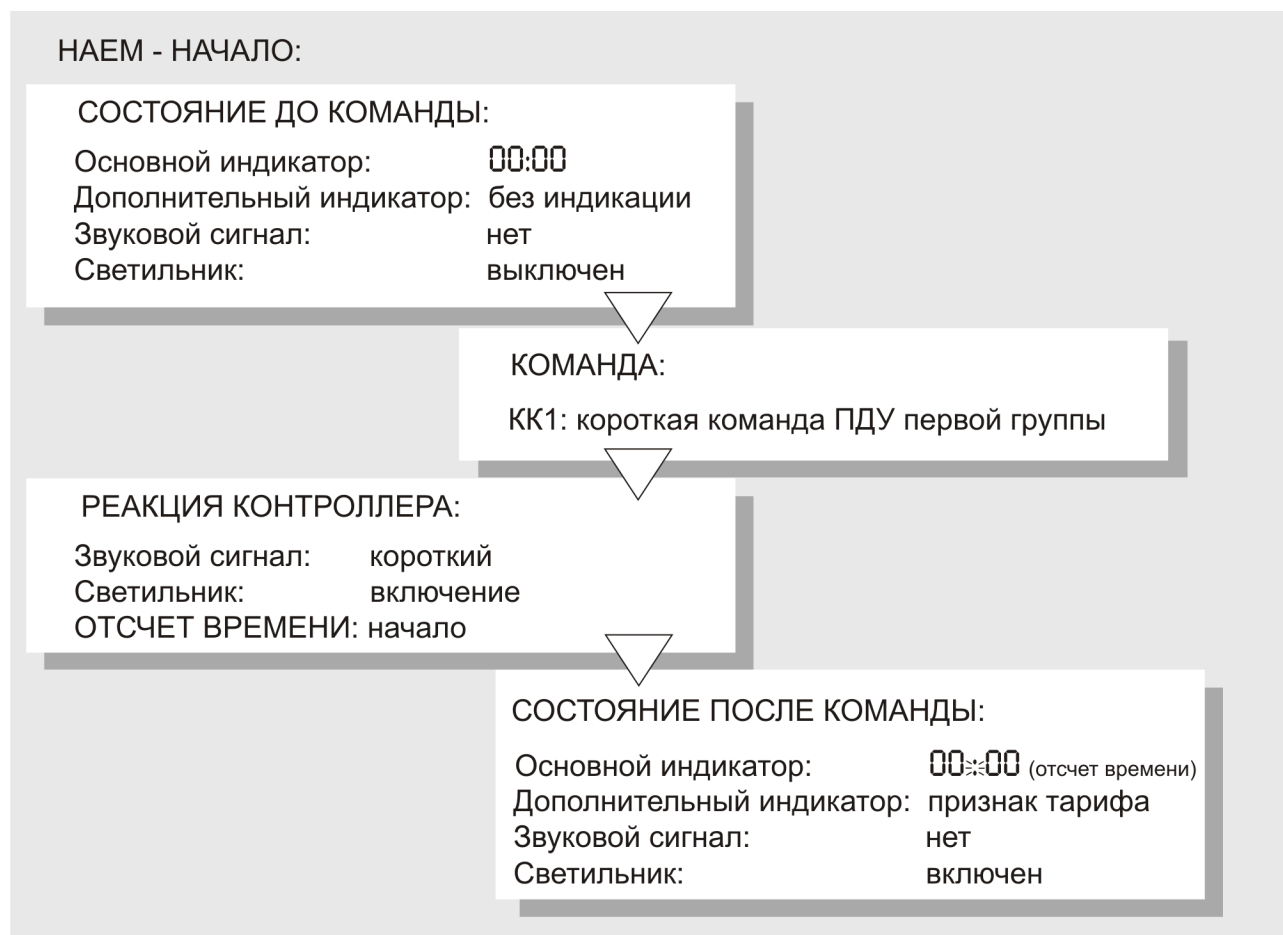 НАЕМ - НАЧАЛО:
СОСТОЯНИЕ ДО КОМАНДЫ:
Основной индикатор: 00:00
Дополнительный индикатор: без индикации
Звуковой сигнал: нет
Светильник: выключен
КОМАНДА:
КК1: короткая команда ПДУ первой группы
РЕАКЦИЯ КОНТРОЛЛЕРА:
Звуковой сигнал: короткий
Светильник: включение
ОТСЧЕТ ВРЕМЕНИ: начало
СОСТОЯНИЕ ПОСЛЕ КОМАНДЫ:
Основной индикатор: 00:00 (отсчет времени)
Дополнительный индикатор: признак тарифа
Звуковой сигнал: нет
Светильник: включен